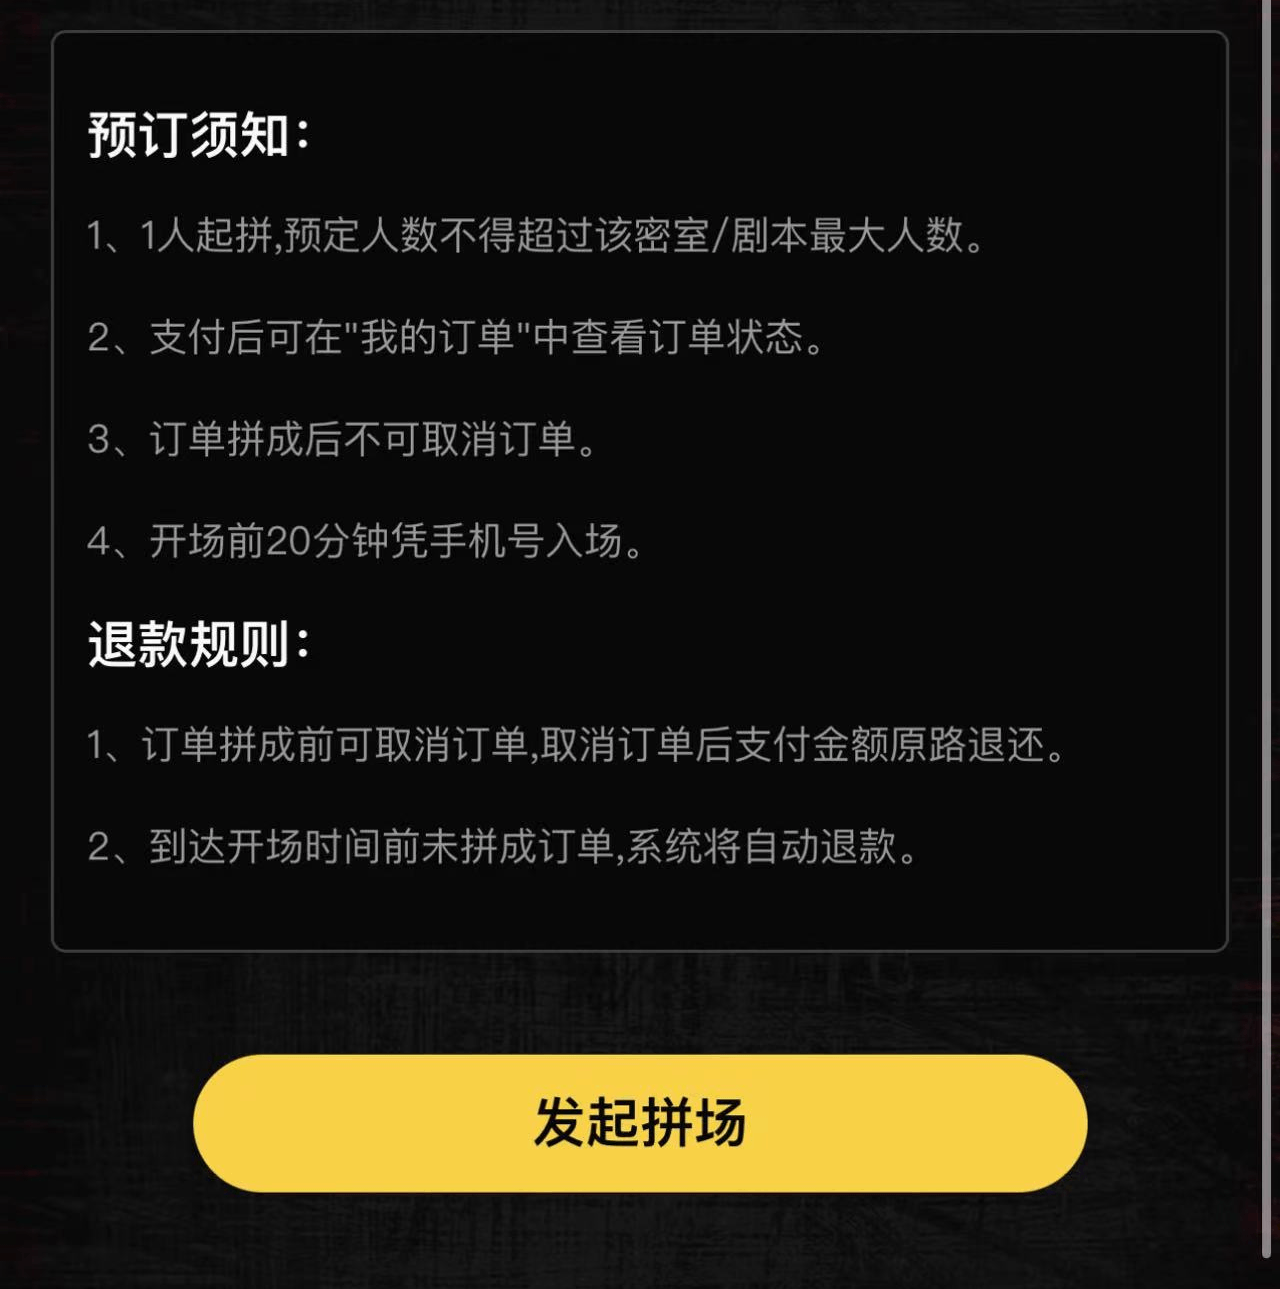 预订须知：
1、1人起拼,预定人数不得超过该密室/剧本最大人数。
2、支付后可在"我的订单"中查看订单状态。
3、订单拼成后不可取消订单。
4、开场前20分钟凭手机号入场。
退款规则：
1、订单拼成前可取消订单,取消订单后支付金额原路退还。
2、到达开场时间前未拼成订单,系统将自动退款。
发起拼场